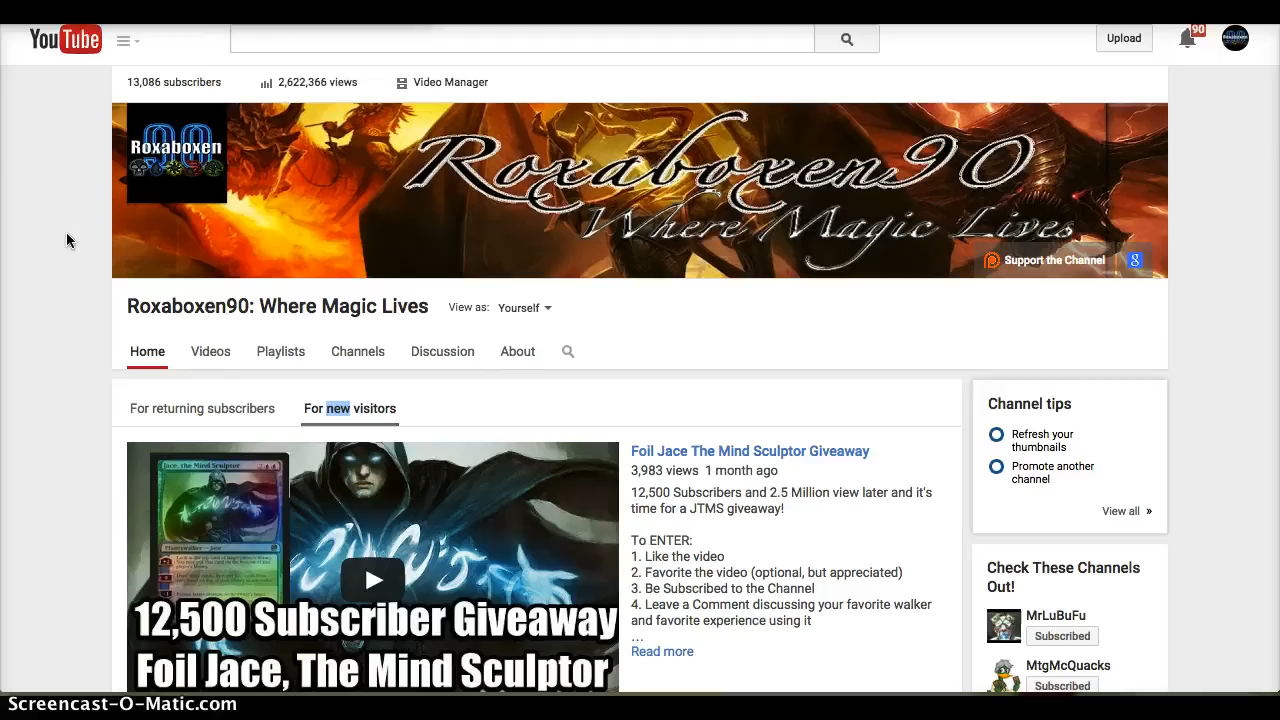 YouTube
Upload
90
13,086 subscribers 2,622,366 views Video Manager
Roxaboxen
90
Roxaboxen90
Where Magic Lives
Support the Channel
Roxaboxen90: Where Magic Lives View as: Yourself
Home Videos Playlists Channels Discussion About
For returning subscribers For new visitors
Jace, the Mind Sculptor
12,500 Subscriber Giveaway
Foil Jace, The Mind Sculptor
Foil Jace The Mind Sculptor Giveaway
3,983 views 1 month ago
12,500 Subscribers and 2.5 Million view later and it's
time for a JTMS giveaway!
To ENTER:
1. Like the video
2. Favorite the video (optional, but appreciated)
3. Be Subscribed to the Channel
4. Leave a Comment discussing your favorite walker
and favorite experience using it
...
Read more
Channel tips
Refresh your
thumbnails
Promote another
channel
View all »
Check These Channels
Out!
MrLuBuFu
Subscribed
MtgMcQuacks
Subscribed
Screencast-O-Matic.com